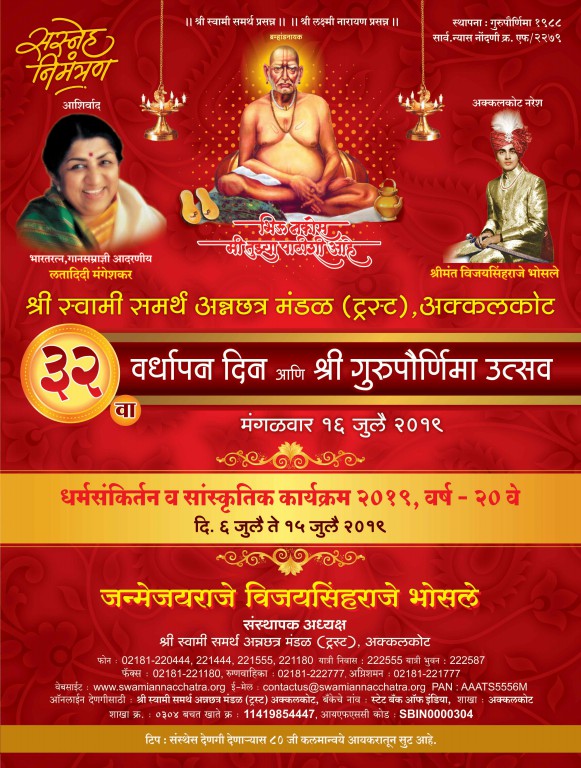 सस्नेह
निमंत्रण
।। श्री स्वामी समर्थ प्रसन्न ।। ।। श्री लक्ष्मी नारायण प्रसन्न ।।
ब्रम्हांडनायक
स्थापना : गुरुपौर्णिमा १९८८
सार्व.न्यास नोंदणी क्र. एफ/२२७९
आशिर्वाद
अक्कलकोट नरेश
भिऊ नकोस
मी तुझ्या पाठीशी आहे
भारतरत्न,गानसम्राज्ञी आदरणीय
लतादिदी मंगेशकर
श्रीमंत विजयसिंहराजे भोसले
श्री स्वामी समर्थ अन्नछत्र मंडळ (ट्रस्ट),अक्कलकोट
३२ वा
वर्धापन दिन आणि श्री गुरुपौर्णिमा उत्सव
मंगळवार १६ जुलै २०१९
धर्मसंकिर्तन व सांस्कृतिक कार्यक्रम २०१९, वर्ष - २० वे
दि. ६ जुलै ते १५ जुलै २०१९
जन्मेजयराजे विजयसिंहराजे भोसले
संस्थापक अध्यक्ष
श्री स्वामी समर्थ अन्नछत्र मंडळ (ट्रस्ट), अक्कलकोट
फोन : 02181-220444, 221444, 221555, 221180 यात्री निवास : 222555 यात्री भुवन : 222587
फॅक्स : 02181-221180, रुग्णवाहिका : 02181-222777, अग्निशमन : 02181-221777
वेबसाईट : www.swamiannacchatra.org ई-मेल : contactus@swamiannacchatra.org PAN : AAATS5556M
ऑनलाईन देणगीसाठी : श्री स्वामी समर्थ अन्नछत्र मंडळ (ट्रस्ट) अक्कलकोट, बँकेचे नांव : स्टेट बँक ऑफ इंडिया, शाखा : अक्कलकोट
शाखा क्र. : ०३०४ बचत खाते क्र : 11419854447, आयएफएससी कोड : SBIN0000304
टिप : संस्थेस देणगी देणाऱ्यास ८० जी कलमान्वये आयकरातून सुट आहे.